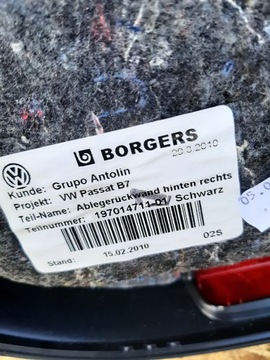 BORGERS
28.3.2010
Kunde: Grupo Antolin
Projekt: VW Passat B7
Teil-Name: Ablegerückwand hinten rechts
Teilnummer: 197014711-01/ Schwarz
Stand: 15.02.2010
02S